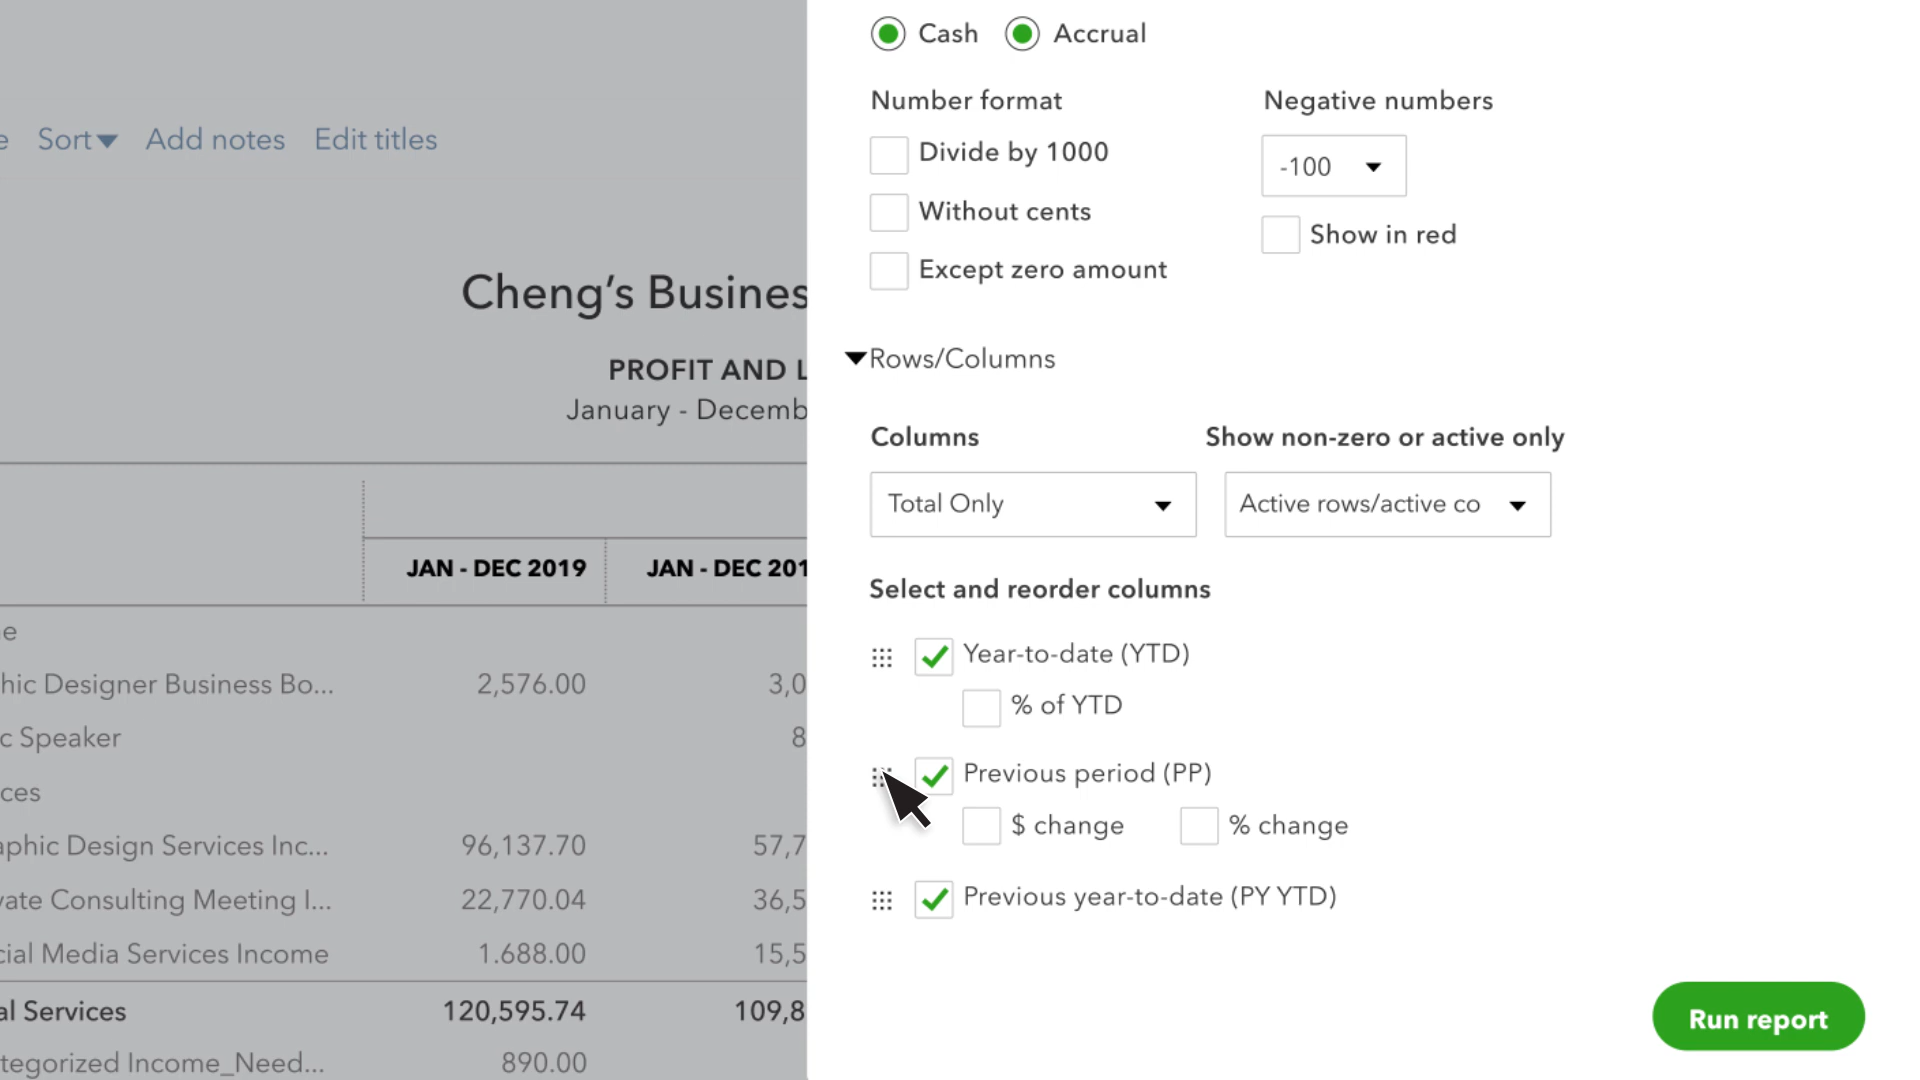 Cash Accrual
Number format
Negative numbers
Divide by 1000
-100
Without cents
Show in red
Except zero amount
Rows/Columns
Columns
Show non-zero or active only
Total Only
Active rows/active co
Select and reorder columns
Year-to-date (YTD)
% of YTD
Previous period (PP)
$ change
% change
Previous year-to-date (PY YTD)
Run report
e Sort Add notes Edit titles
Cheng's Busines
PROFIT AND L
January - Decemb
JAN - DEC 2019 JAN - DEC 201
e
hic Designer Business Bo... 2,576.00 3,0
c Speaker 8
ces
aphic Design Services Inc... 96,137.70 57,7
vate Consulting Meeting I... 22,770.04 36,5
cial Media Services Income 1.688.00 15,5
al Services 120,595.74 109,8
tegorized Income_Need... 890.00